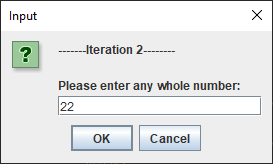 Input
-------Iteration 2--------
Please enter any whole number:
22
OK Cancel